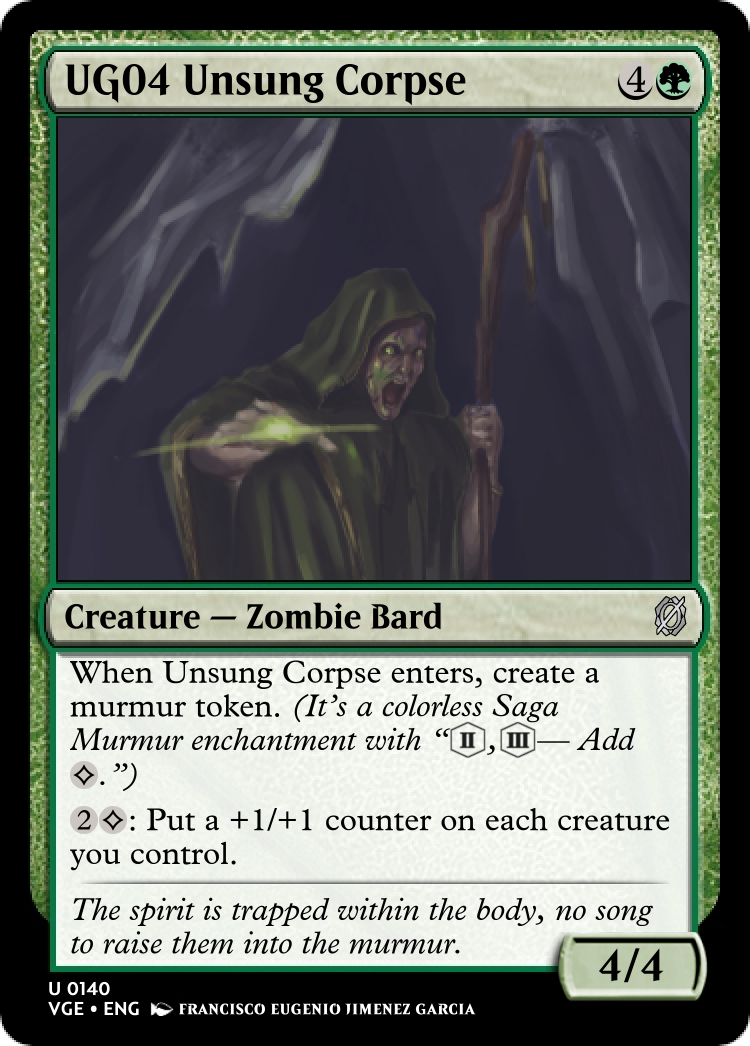 UG04 Unsung Corpse
4
Creature — Zombie Bard
When Unsung Corpse enters, create a
murmur token. (It's a colorless Saga
Murmur enchantment with “II, III— Add
.”)
2: Put a +1/+1 counter on each creature
you control.
The spirit is trapped within the body, no song
to raise them into the murmur.
4/4
U 0140
VGE • ENG FRANCISCO EUGENIO JIMENEZ GARCIA